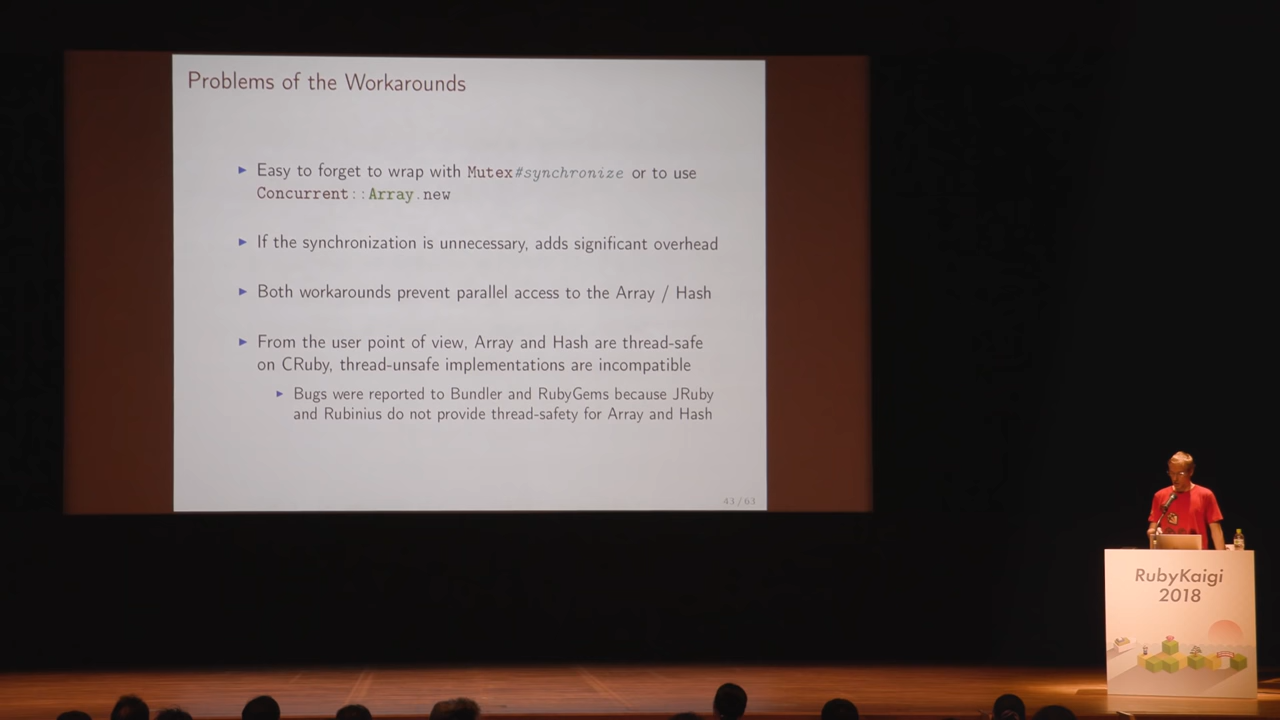 Problems of the Workarounds
▶ Easy to forget to wrap with Mutex#synchronize or to use
Concurrent::Array.new
▶ If the synchronization is unnecessary, adds significant overhead
▶ Both workarounds prevent parallel access to the Array / Hash
▶ From the user point of view, Array and Hash are thread-safe
on CRuby, thread-unsafe implementations are incompatible
▶ Bugs were reported to Bundler and RubyGems because JRuby
and Rubinius do not provide thread-safety for Array and Hash
43 / 63
RubyKaigi
2018